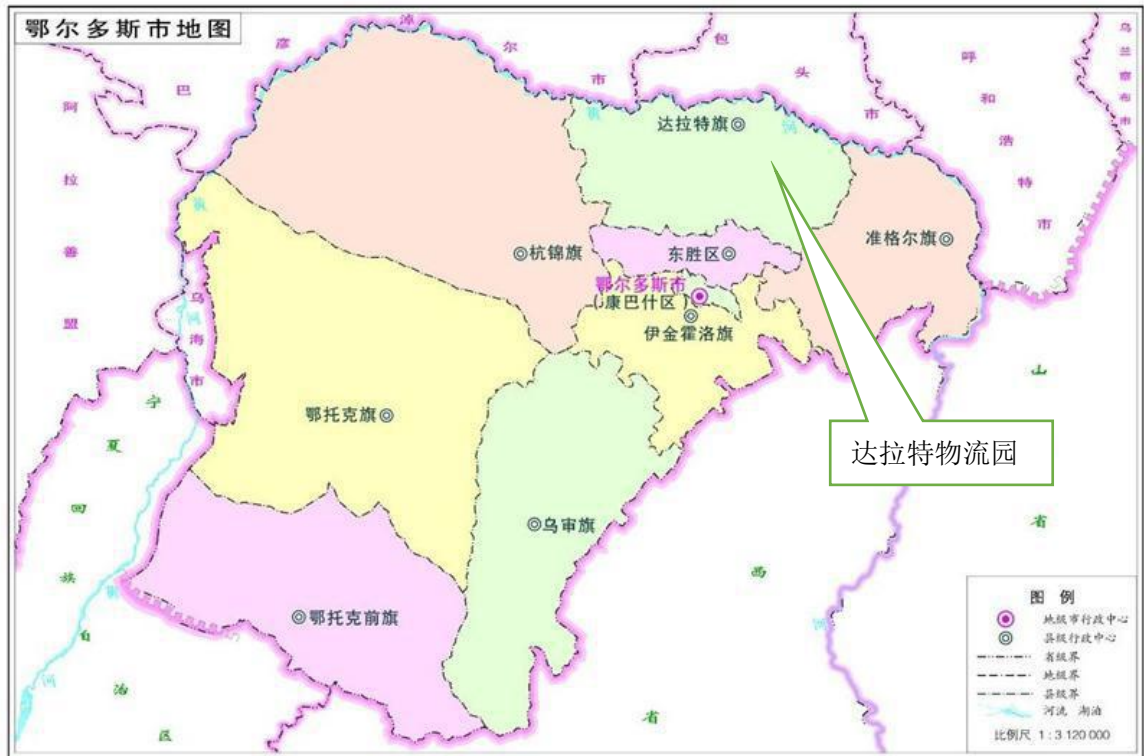 鄂尔多斯市地图
巴彦淖尔市
包头市
呼和浩特市
乌兰察布市
阿拉善盟
黄
河
达拉特旗
黄
准格尔旗
杭锦旗
东胜区
鄂尔多斯市
（康巴什区）
伊金霍洛旗
乌海市
黄
鄂托克旗
达拉特物流园
乌审旗
鄂托克前旗
宁夏回族自治区
黄
河
山西省
陕西省
河
图例
地级市行政中心
县级行政中心
省级界
地级界
县级界
河流 湖泊
比例尺 1:3 120 000